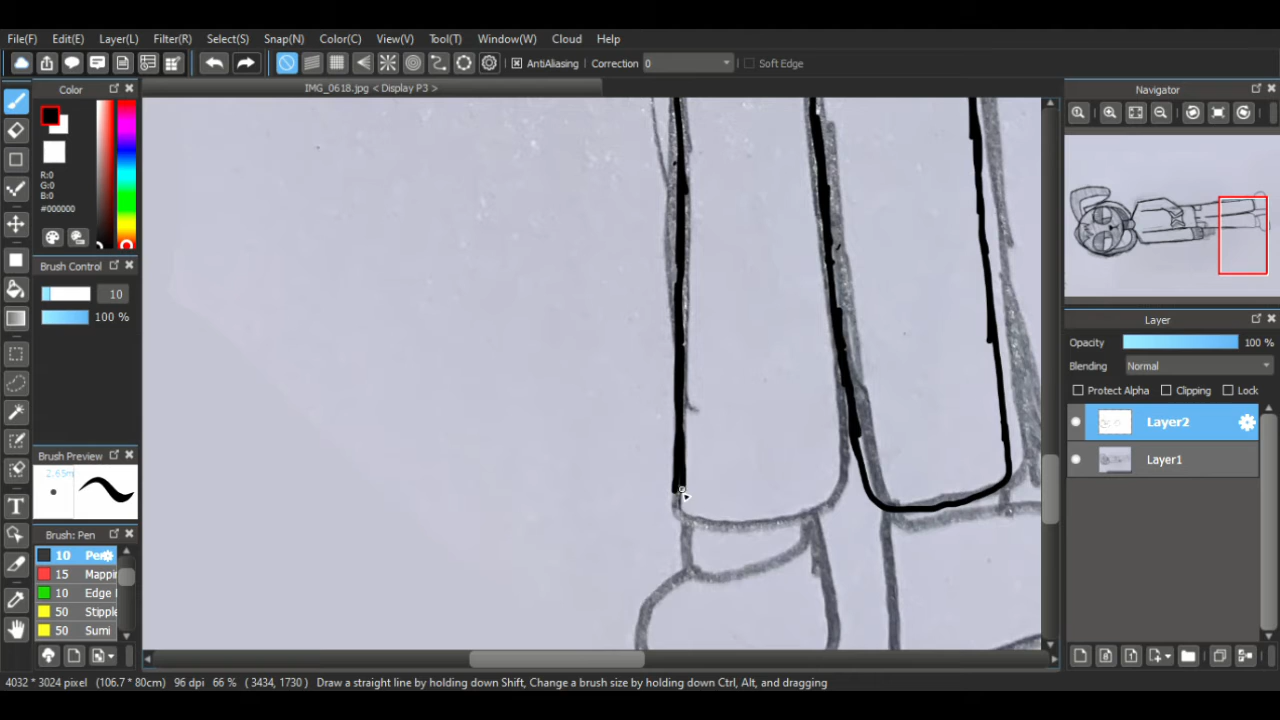 File(F) Edit(E) Layer(L) Filter(R) Select(S) Snap(N) Color(C) View(V) Tool(T) Window(W) Cloud Help
AntiAliasing Correction 0 Soft Edge
Color
IMG_0618.jpg < Display P3 >
Navigator
R:0
G:0
B:0
#000000
Brush Control
10
100 %
Layer
Opacity 100 %
Blending Normal
Protect Alpha Clipping Lock
Layer2
Layer1
Brush Preview
T
Brush: Pen
10 Pen
15 Mappi
10 Edge
50 Stipple
50 Sumi
4032 * 3024 pixel (106.7 * 80cm) 96 dpi 66 % ( 3434, 1730 ) Draw a straight line by holding down Shift, Change a brush size by holding down Ctrl, Alt, and dragging